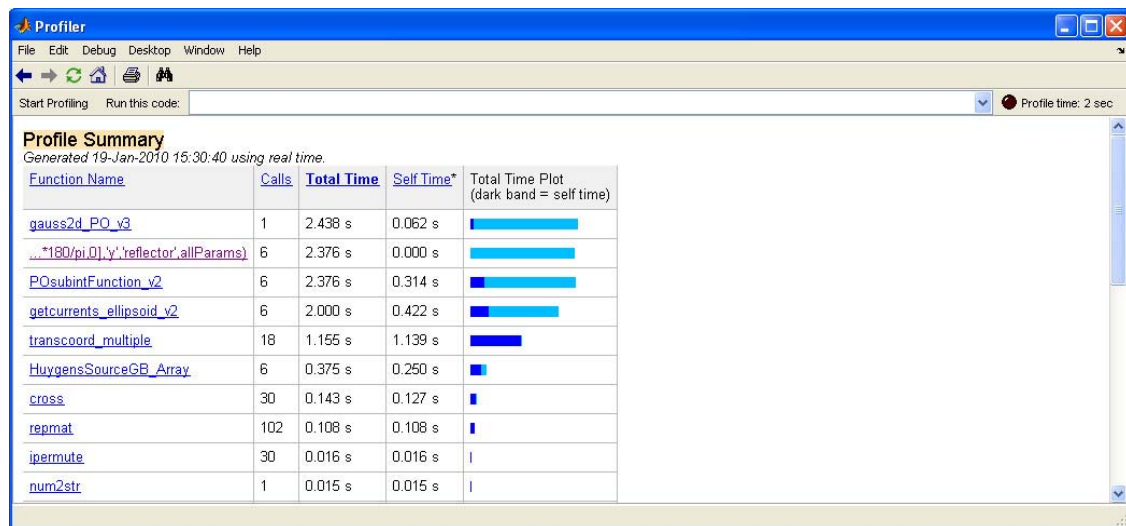 Profiler
File Edit Debug Desktop Window Help
Start Profiling Run this code: Profile time: 2 sec
Profile Summary
Generated 19-Jan-2010 15:30:40 using real time.
Function Name Calls Total Time Self Time* Total Time Plot
(dark band = self time)
gauss2d_PO_v3 1 2.438 s 0.062 s
...*180/pi,0],'y','reflector',allParams) 6 2.376 s 0.000 s
POsubintFunction_v2 6 2.376 s 0.314 s
getcurrents_ellipsoid_v2 6 2.000 s 0.422 s
transcoord_multiple 18 1.155 s 1.139 s
HuygensSourceGB_Array 6 0.375 s 0.250 s
cross 30 0.143 s 0.127 s
repmat 102 0.108 s 0.108 s
ipermute 30 0.016 s 0.016 s
num2str 1 0.015 s 0.015 s